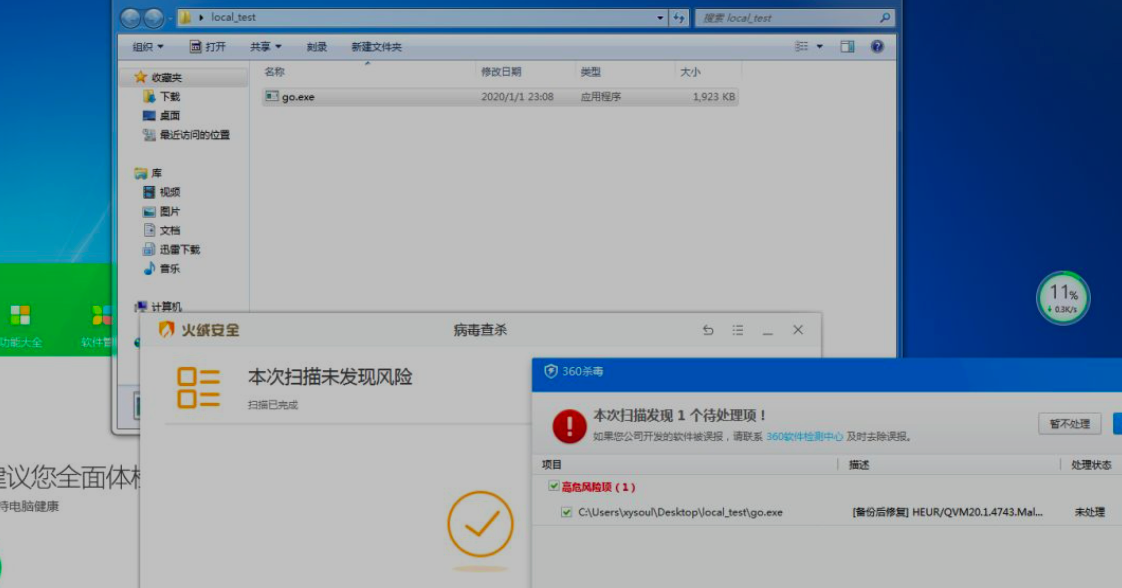 local_test
搜索 local_test
组织 打开 共享 刻录 新建文件夹
收藏夹
下载
桌面
最近访问的位置
库
视频
图片
文档
迅雷下载
音乐
计算机
名称 修改日期 类型 大小
go.exe 2020/1/1 23:08 应用程序 1,923 KB
11%
0.3K/s
功能大全
软件管
议您全面体检
持电脑健康
火绒安全 病毒查杀
本次扫描未发现风险
扫描已完成
360杀毒
本次扫描发现 1 个待处理项！
如果您公司开发的软件被误报，请联系 360软件检测中心 及时去除误报。
暂不处理
项目 描述 处理状态
高危风险项（1）
C:\Users\xysoul\Desktop\local_test\go.exe [备份后修复] HEUR/QVM20.1.4743.Mal... 未处理